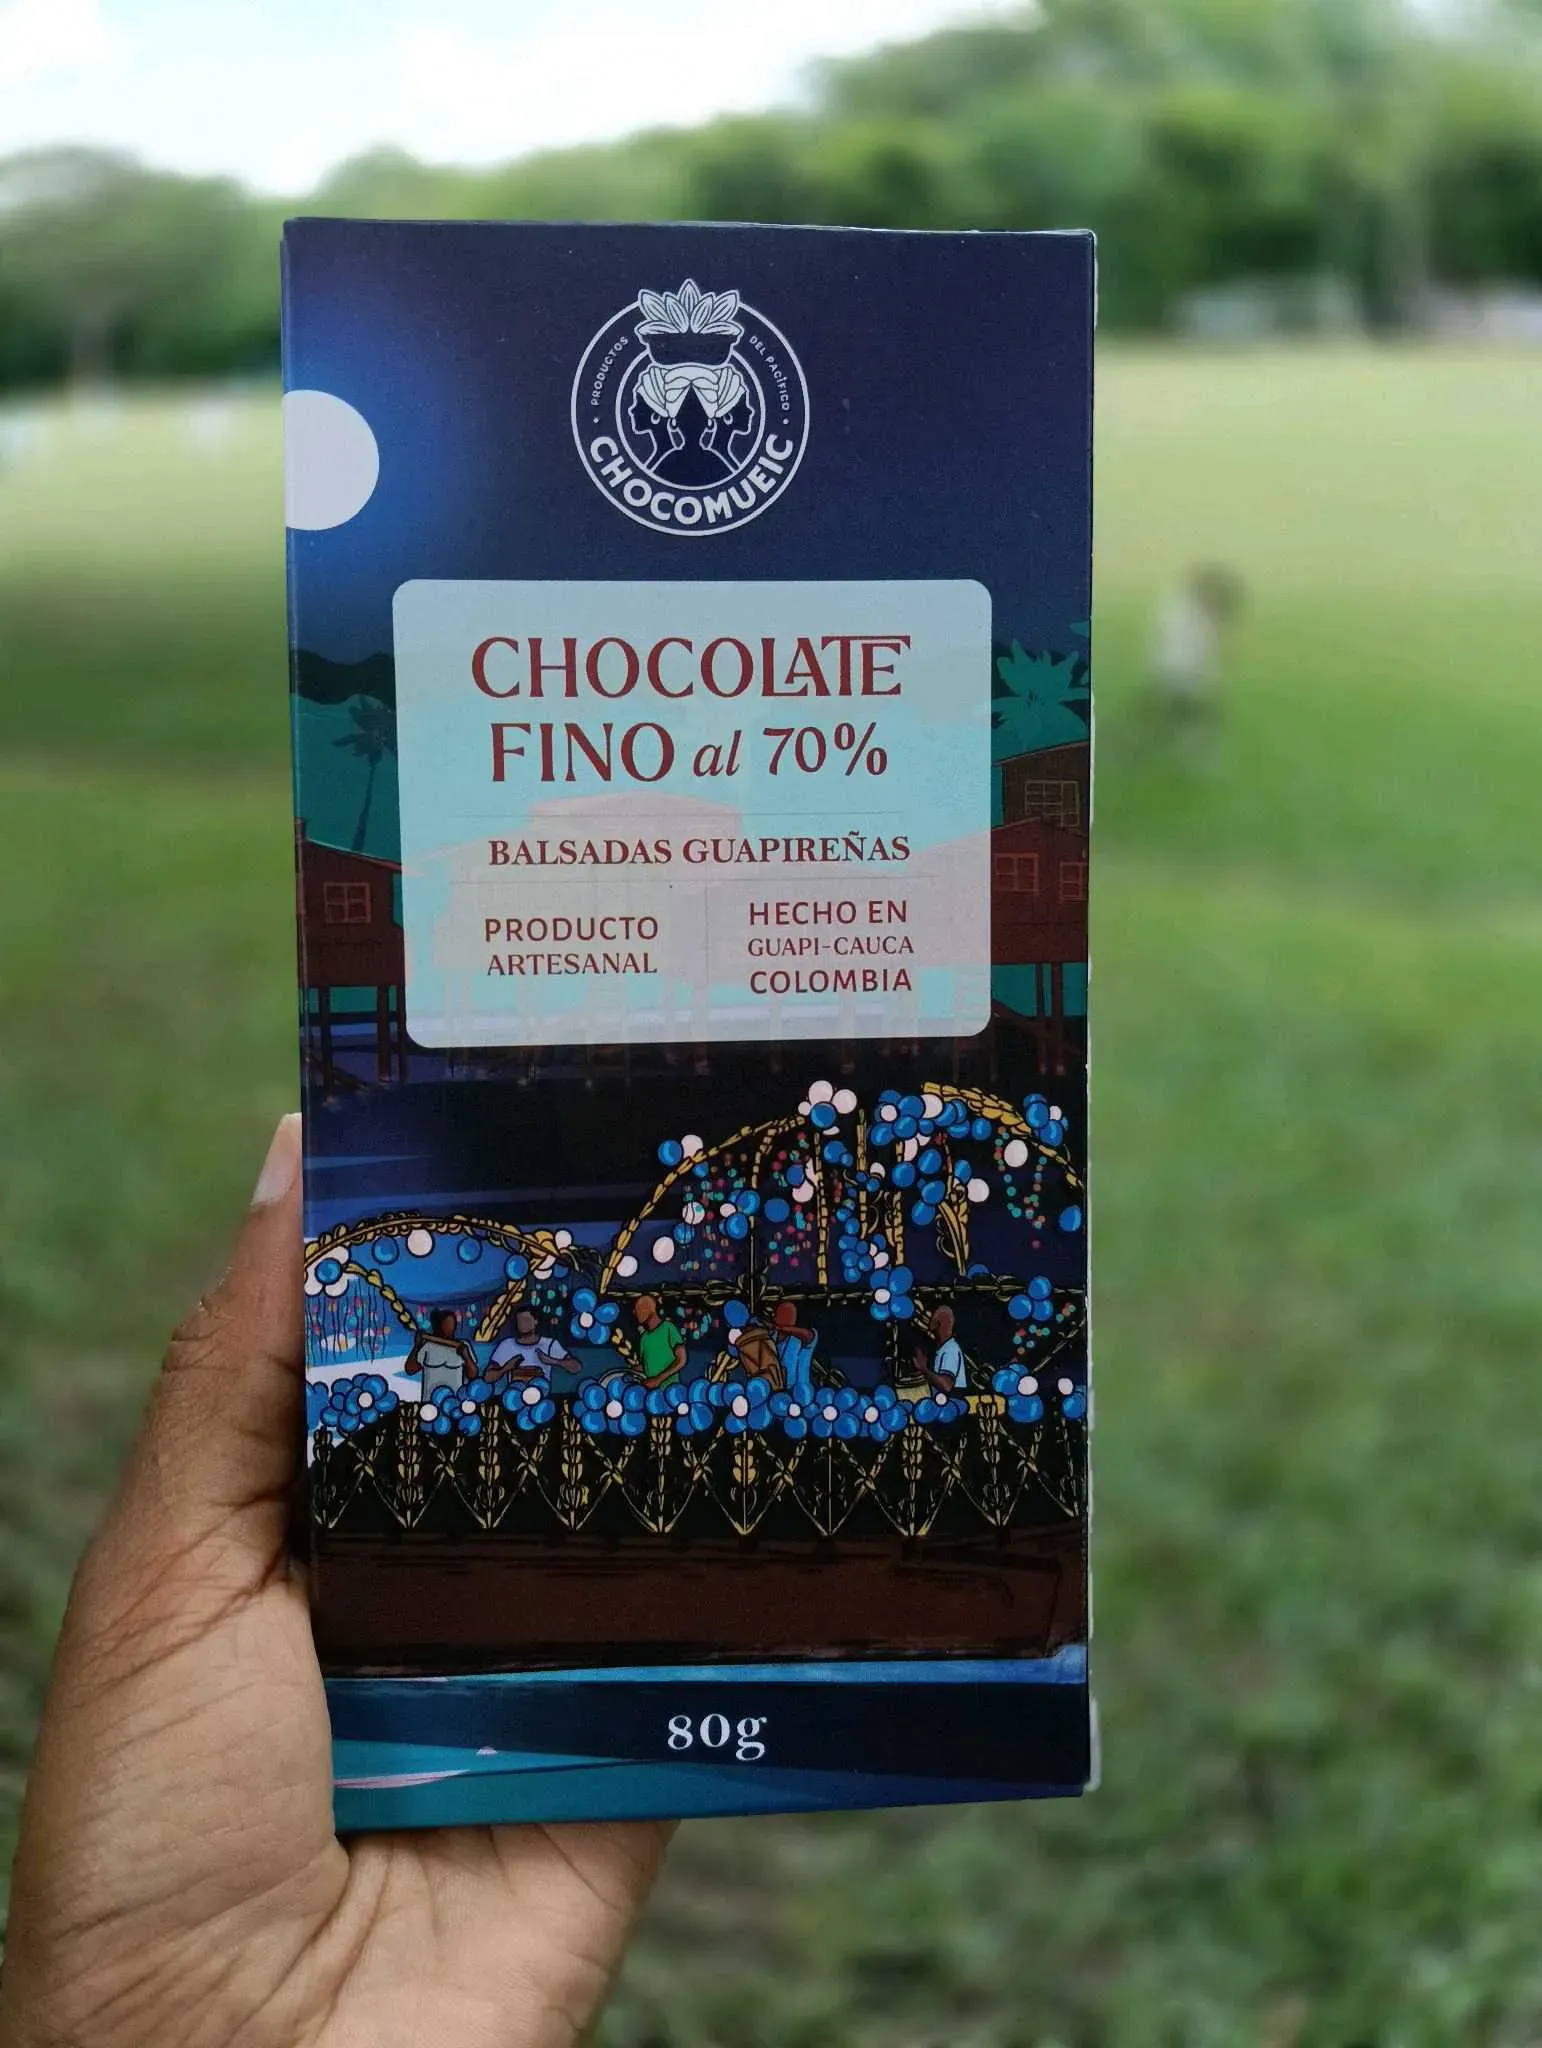 PRODUCTOS DEL PACÍFICO
CHOCOMUEIC
CHOCOLATE
FINO al 70%
BALSADAS GUAPIREÑAS
PRODUCTO
ARTESANAL
HECHO EN
GUAPI-CAUCA
COLOMBIA
80g